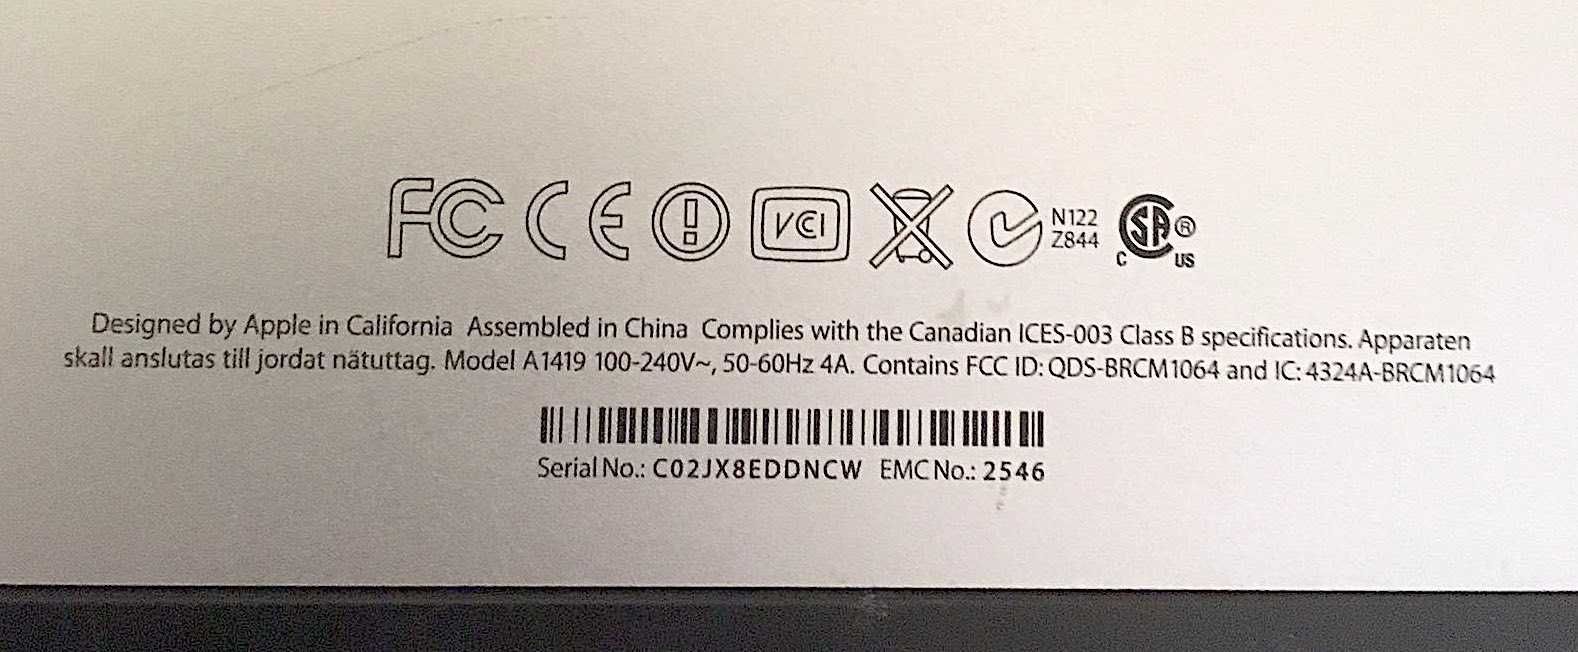 FC CE VCI N122
Z844 C SA ® US
Designed by Apple in California Assembled in China Complies with the Canadian ICES-003 Class B specifications. Apparaten
skall anslutas till jordat nätuttag. Model A1419 100-240V~, 50-60Hz 4A. Contains FCC ID: QDS-BRCM1064 and IC: 4324A-BRCM1064
Serial No.: C02JX8EDDNCW EMC No.: 2546